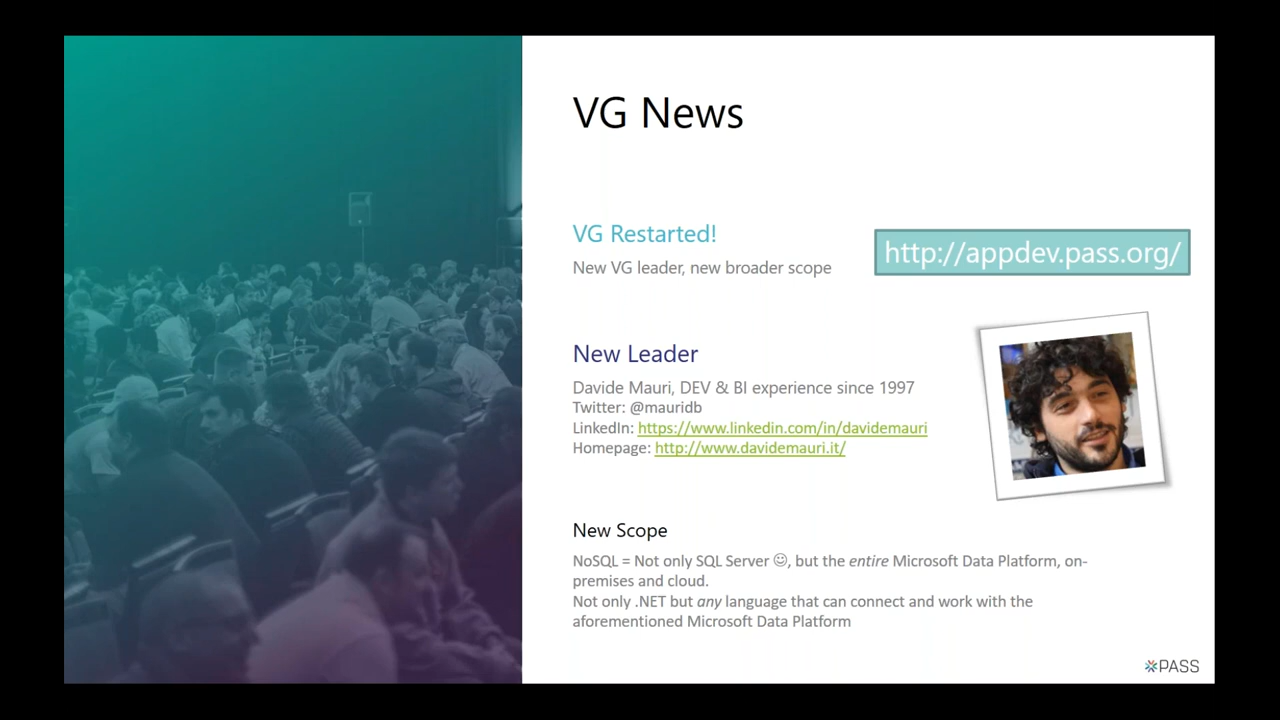 VG News
VG Restarted!
New VG leader, new broader scope
http://appdev.pass.org/
New Leader
Davide Mauri, DEV & BI experience since 1997
Twitter: @mauridb
LinkedIn: https://www.linkedin.com/in/davidemauri
Homepage: http://www.davidemauri.it/
New Scope
NoSQL = Not only SQL Server ☺, but the entire Microsoft Data Platform, on-
premises and cloud.
Not only .NET but any language that can connect and work with the
aforementioned Microsoft Data Platform
PASS